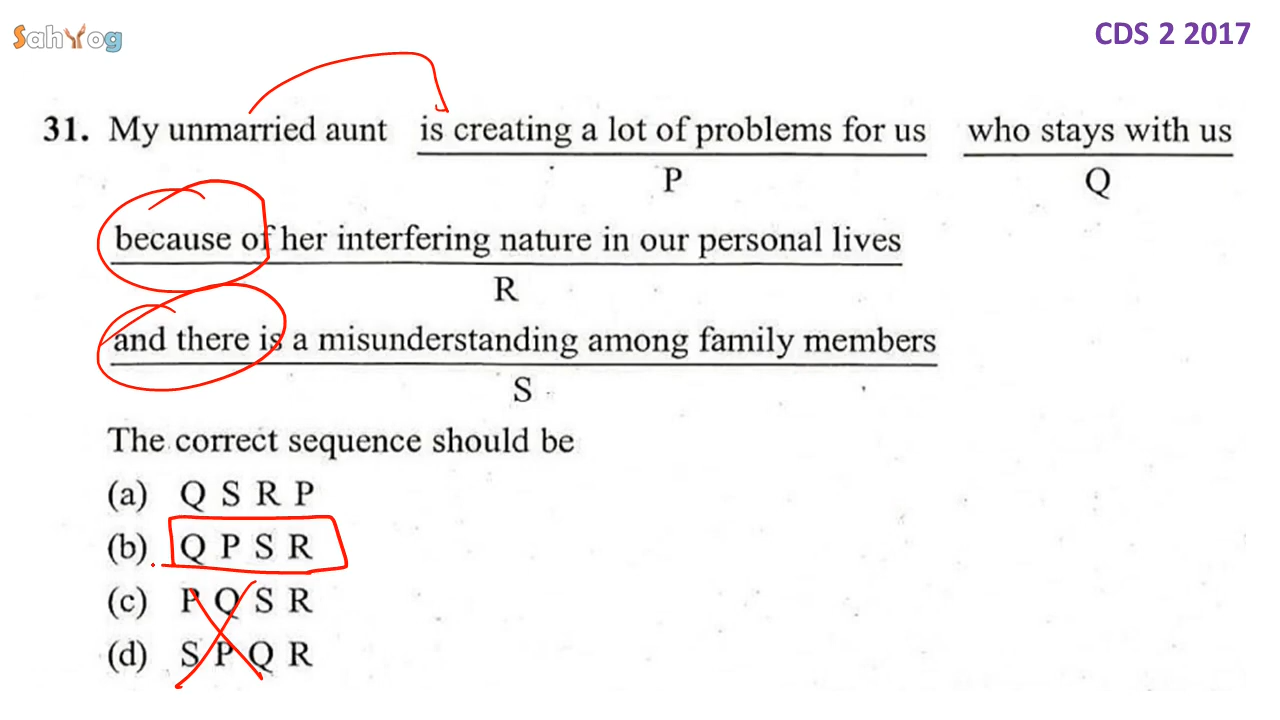 SahYog
CDS 2 2017
31. My unmarried aunt is creating a lot of problems for us who stays with us
P Q
because of her interfering nature in our personal lives
R
and there is a misunderstanding among family members
S
The correct sequence should be
(a) Q S R P
(b) Q P S R
(c) P Q S R
(d) S P Q R